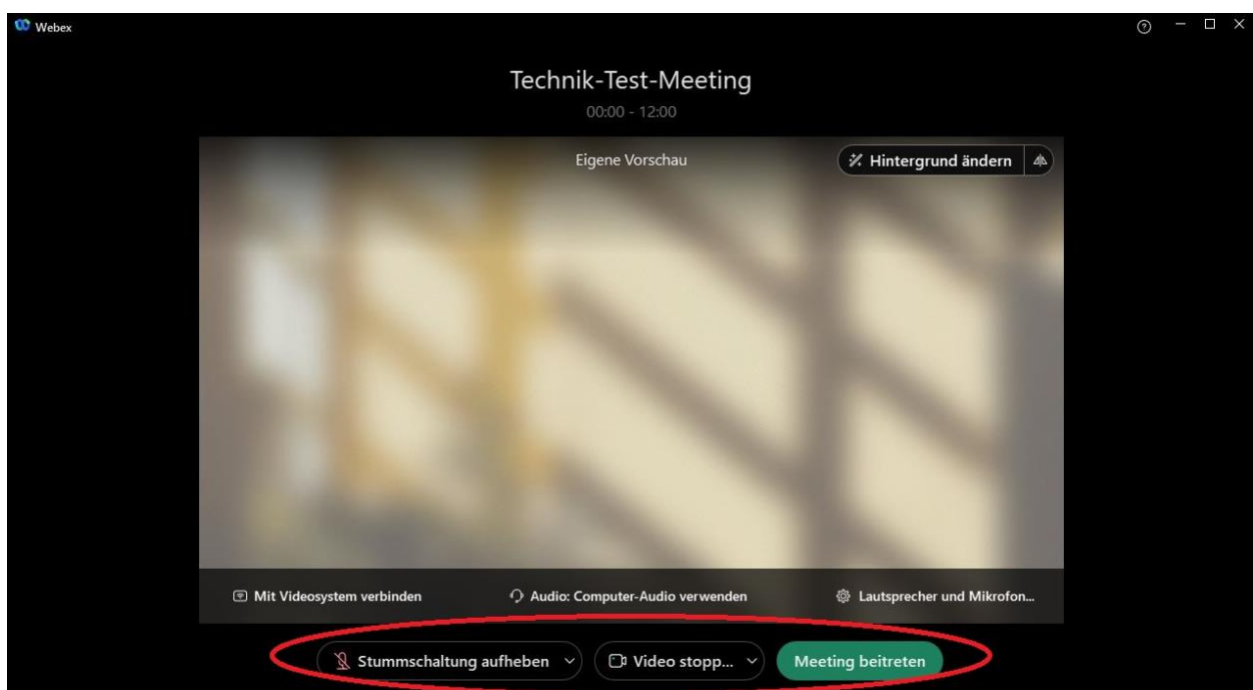 Webex
Technik-Test-Meeting
00:00 - 12:00
Eigene Vorschau
Hintergrund ändern
Mit Videosystem verbinden
Audio: Computer-Audio verwenden
Lautsprecher und Mikrofon...
Stummschaltung aufheben
Video stopp...
Meeting beitreten